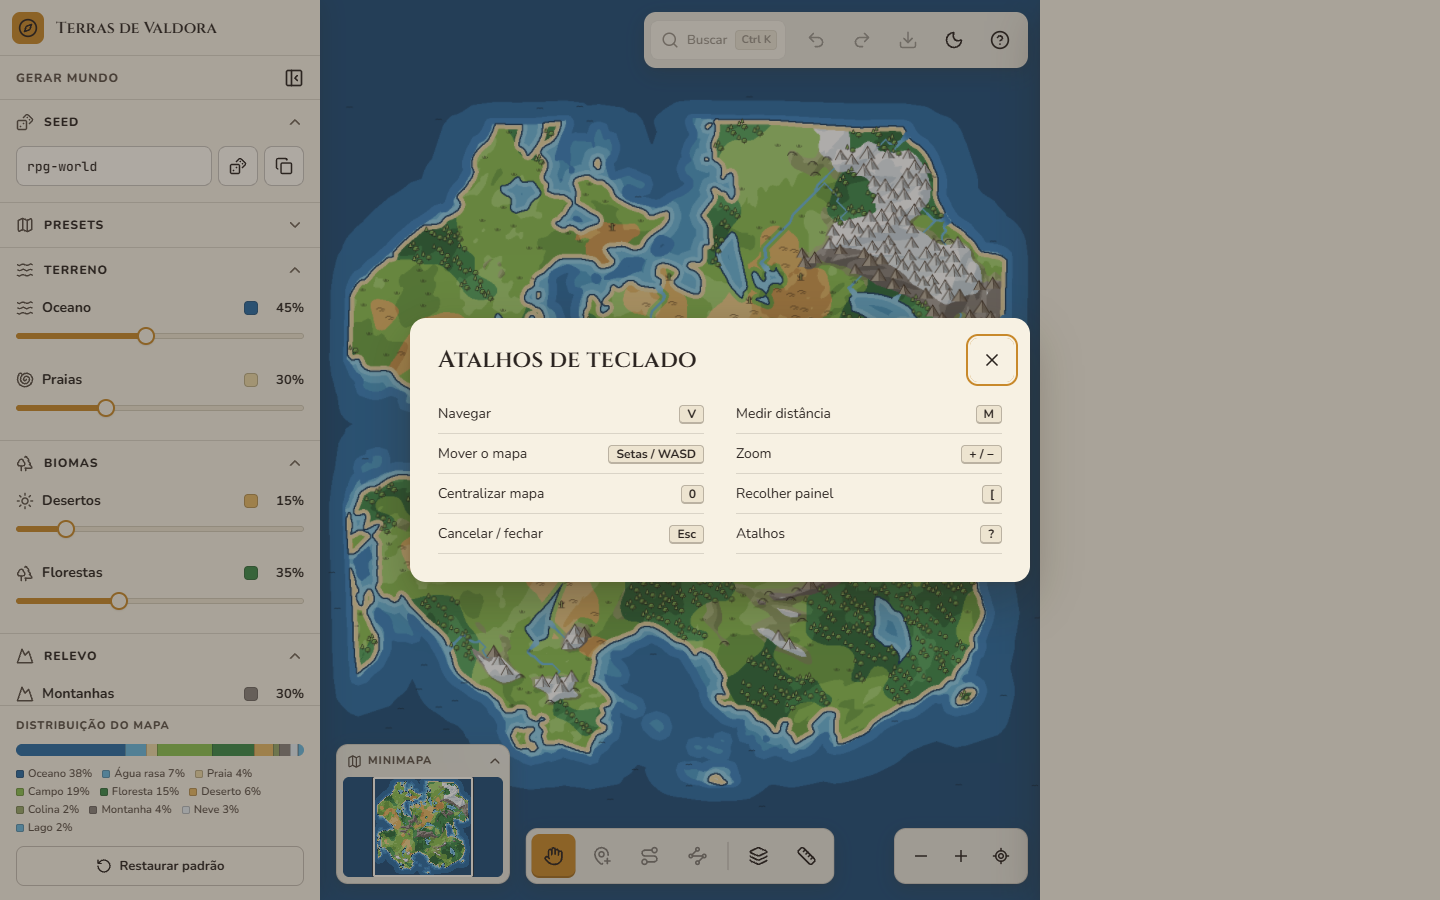 Terras de Valdora
GERAR MUNDO
SEED
rpg-world
PRESETS
TERRENO
Oceano 45%
Praias 30%
BIOMAS
Desertos 15%
Florestas 35%
RELEVO
Montanhas 30%
DISTRIBUIÇÃO DO MAPA
Oceano 38% Água rasa 7% Praia 4%
Campo 19% Floresta 15% Deserto 6%
Colina 2% Montanha 4% Neve 3%
Lago 2%
Restaurar padrão
Buscar Ctrl K
Atalhos de teclado
Navegar V
Medir distância M
Mover o mapa Setas / WASD
Zoom + / −
Centralizar mapa 0
Recolher painel [
Cancelar / fechar Esc
Atalhos ?
MINIMAPA